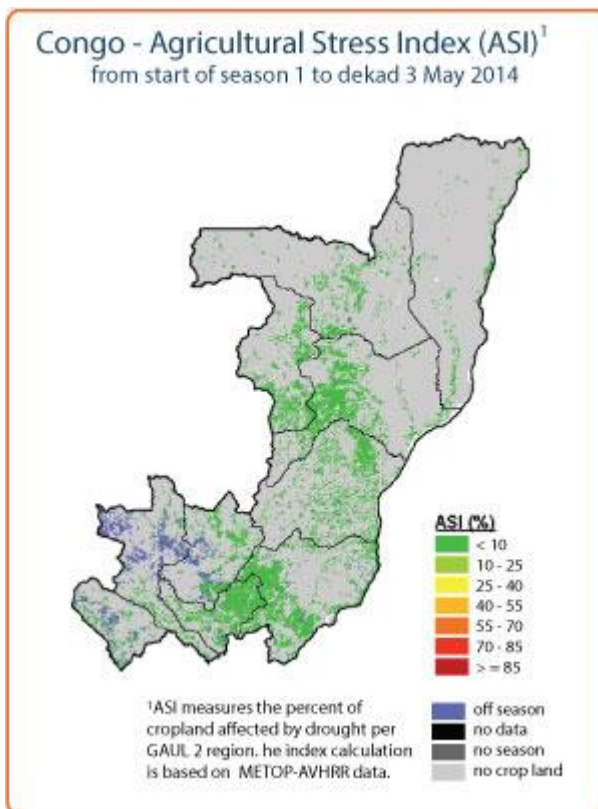 Congo - Agricultural Stress Index (ASI)¹
from start of season 1 to dekad 3 May 2014
ASI (%)
< 10
10 - 25
25 - 40
40 - 55
55 - 70
70 - 85
> = 85
¹ASI measures the percent of
cropland affected by drought per
GAUL 2 region. he index calculation
is based on METOP-AVHRR data.
off season
no data
no season
no crop land